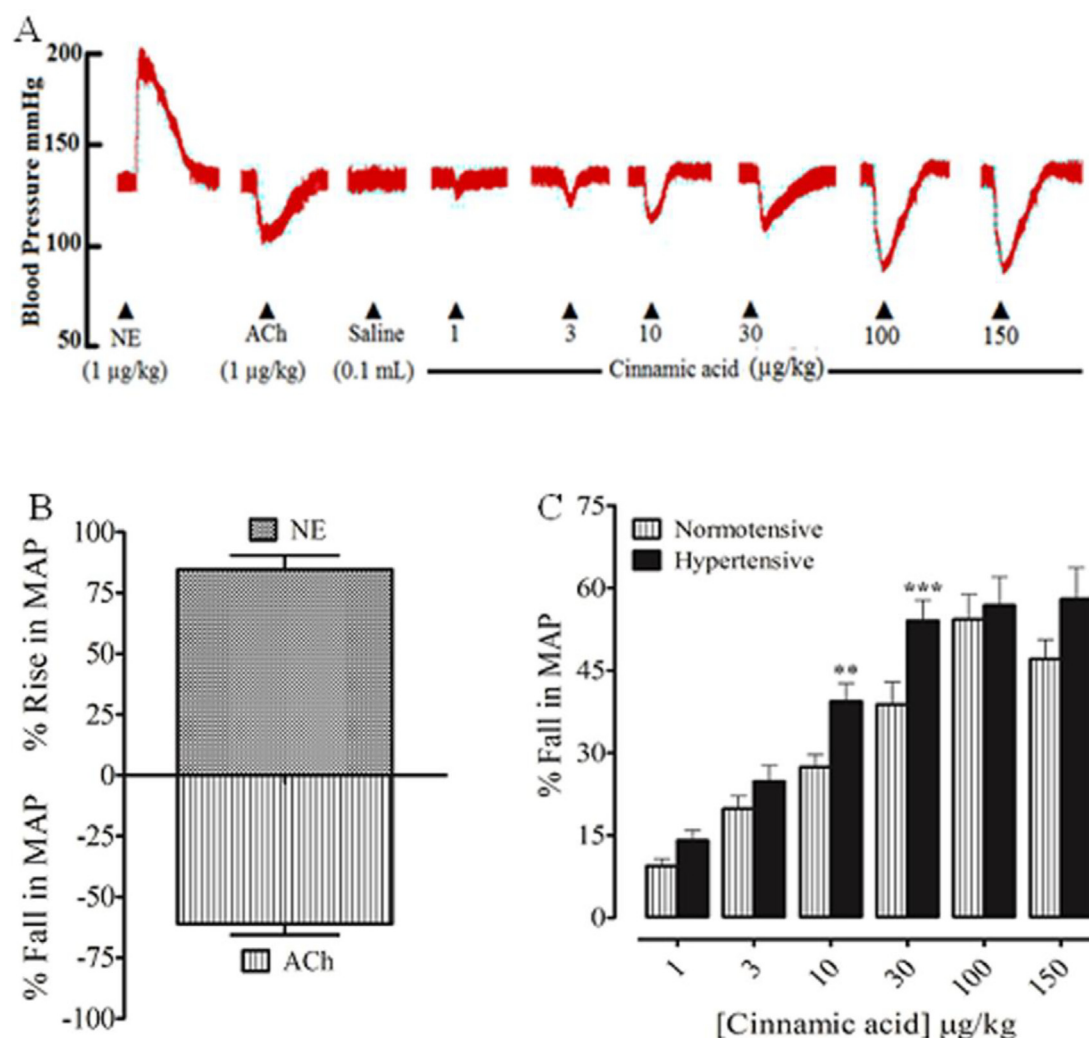 A
Blood Pressure mmHg
200
150
100
50
NE
ACh
Saline
1
3
10
30
100
150
(1 µg/kg)
(1 µg/kg)
(0.1 mL)
Cinnamic acid (µg/kg)
B
% Rise in MAP
% Fall in MAP
100
75
50
25
0
-25
-50
-75
-100
NE
ACh
C
% Fall in MAP
75
60
45
30
15
0
Normotensive
Hypertensive
**
***
1
3
10
30
100
150
[Cinnamic acid] µg/kg